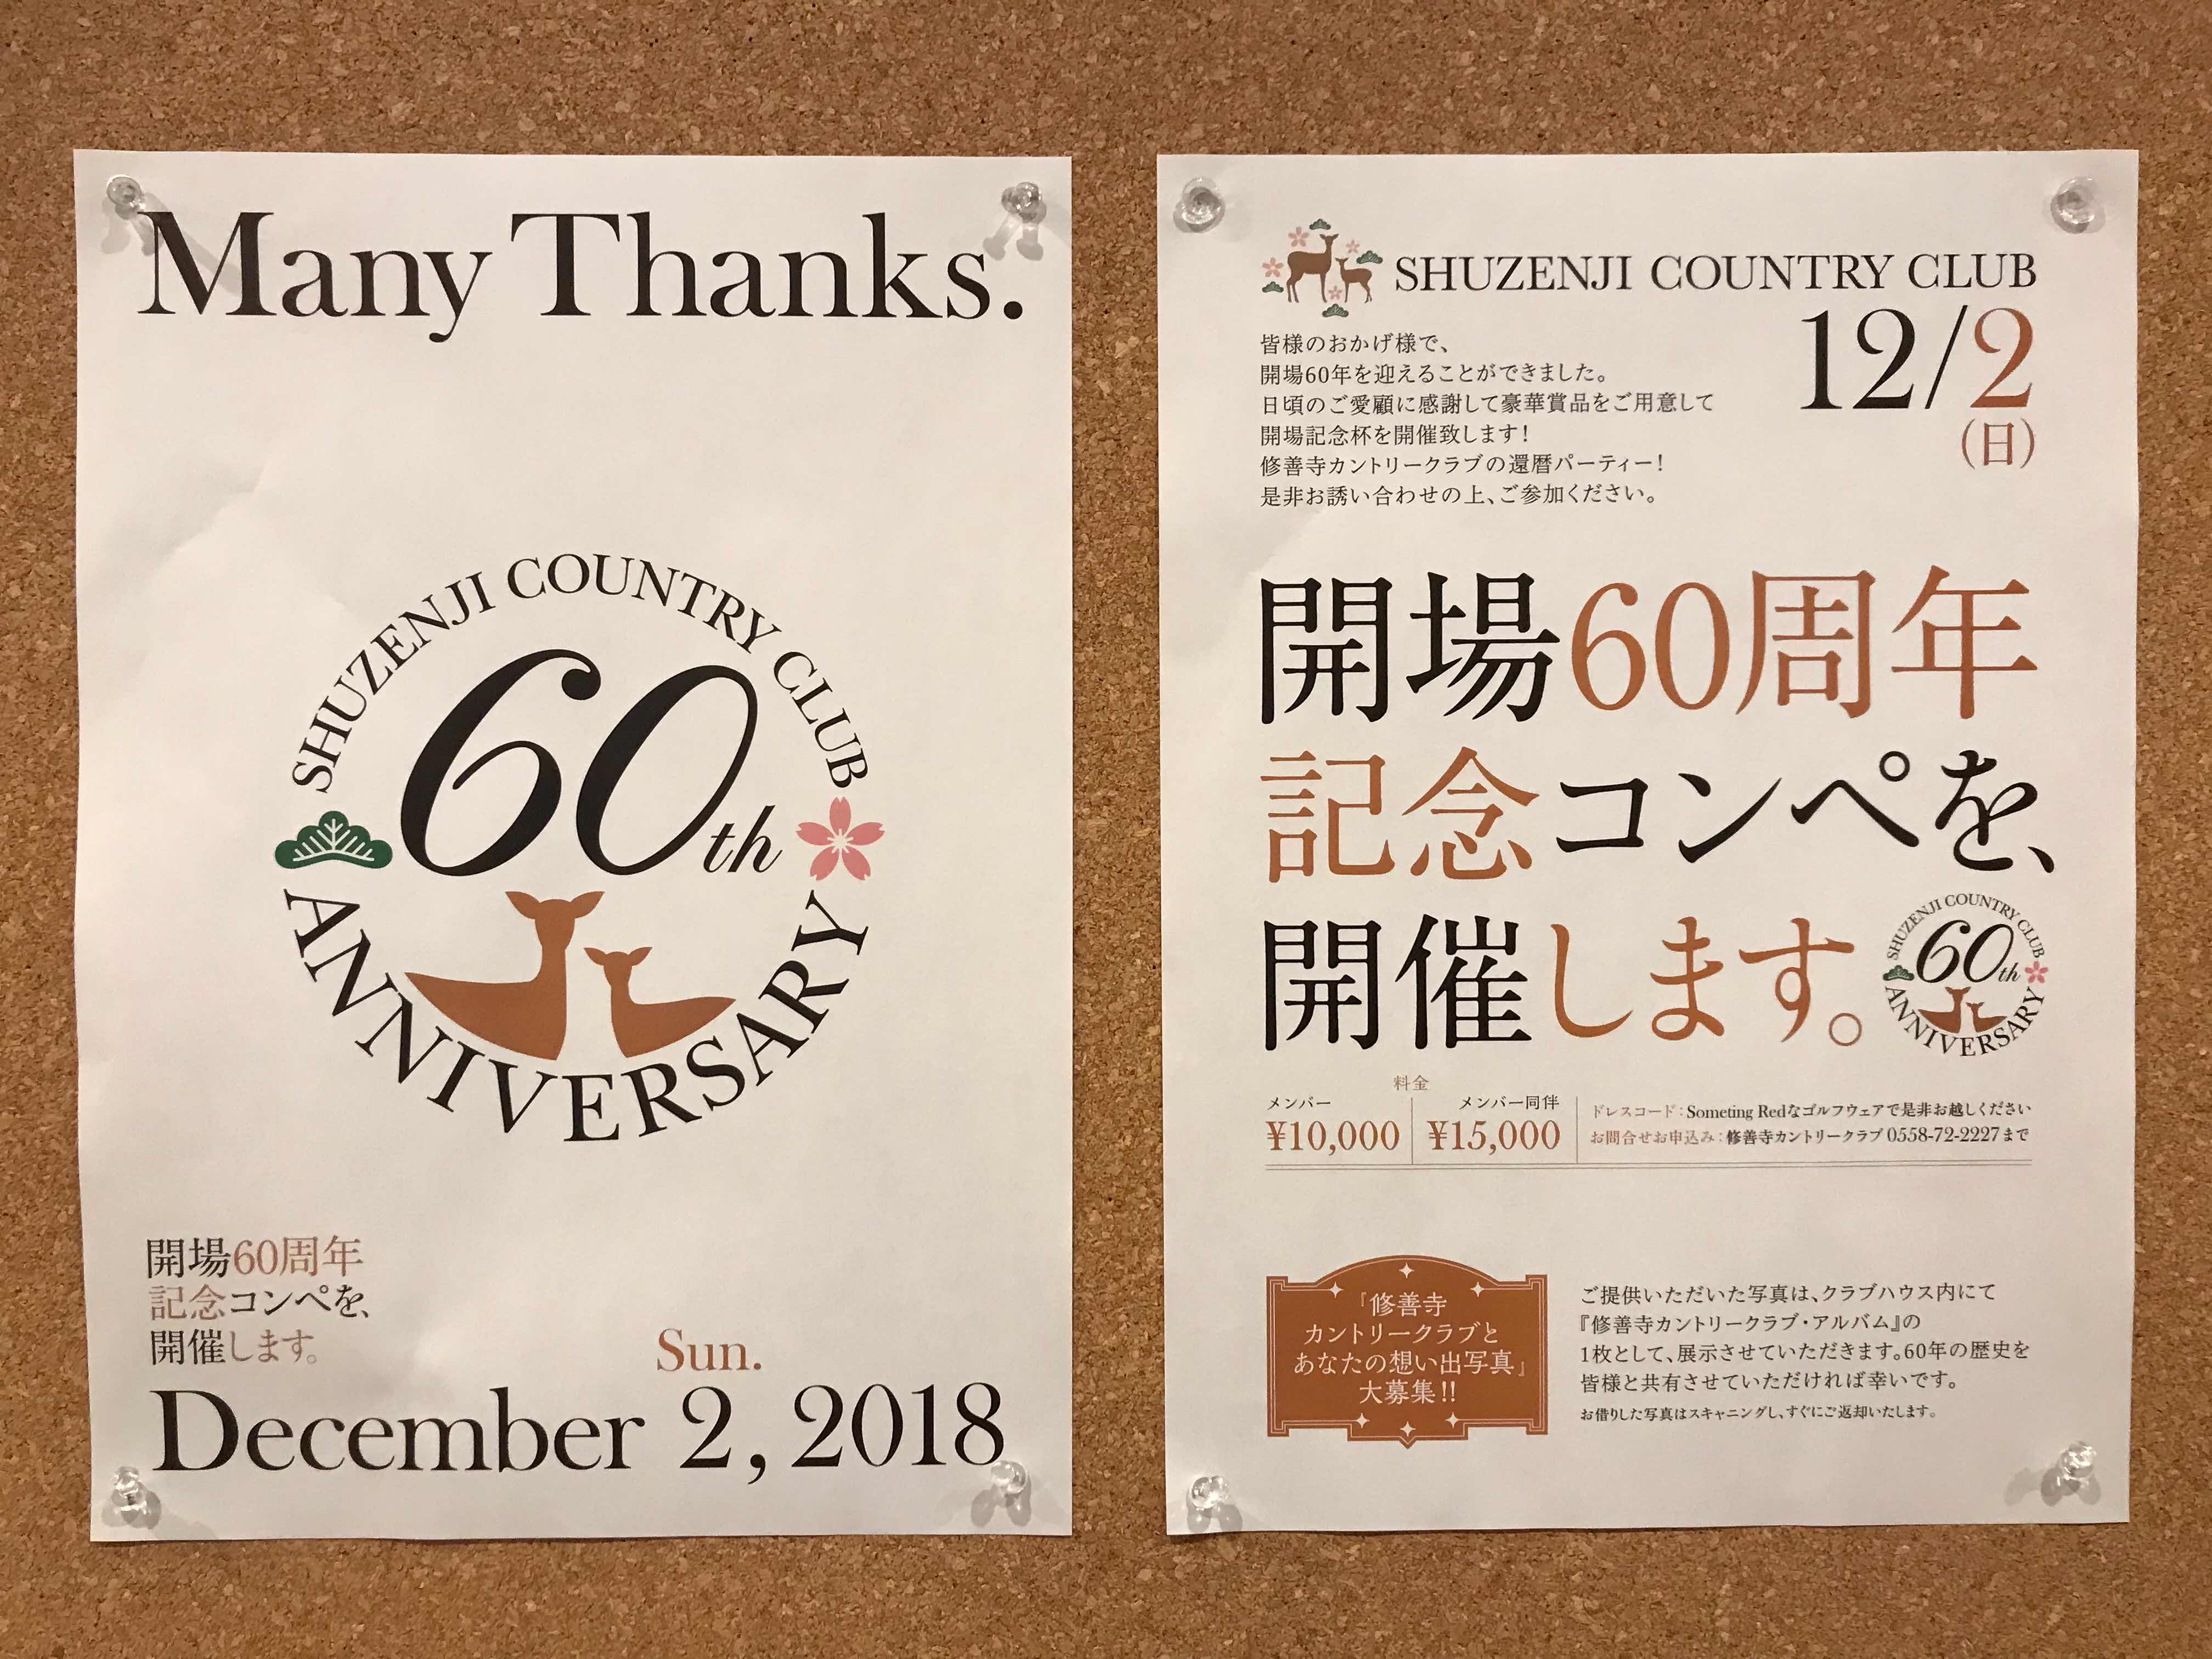 Many Thanks.
SHUZENJI COUNTRY CLUB
60th
ANNIVERSARY
開場60周年
記念コンペを、
開催します。
Sun.
December 2, 2018
SHUZENJI COUNTRY CLUB
12/2
(日)
皆様のおかげ様で、
開場60年を迎えることができました。
日頃のご愛顧に感謝して豪華賞品をご用意して
開場記念杯を開催致します!
修善寺カントリークラブの還暦パーティー!
是非お誘い合わせの上、ご参加ください。
開場60周年
記念コンペを、
開催します。
SHUZENJI COUNTRY CLUB
60th
ANNIVERSARY
料金
メンバー
¥10,000
メンバー同伴
¥15,000
ドレスコード:Someting Redなゴルフウェアで是非お越しください
お問合せお申込み:修善寺カントリークラブ 0558-72-2227まで
『修善寺
カントリークラブと
あなたの想い出写真』
大募集!!
ご提供いただいた写真は、クラブハウス内にて
『修善寺カントリークラブ・アルバム』の
1枚として、展示させていただきます。60年の歴史を
皆様と共有させていただければ幸いです。
お借りした写真はスキャニングし、すぐにご返却いたします。